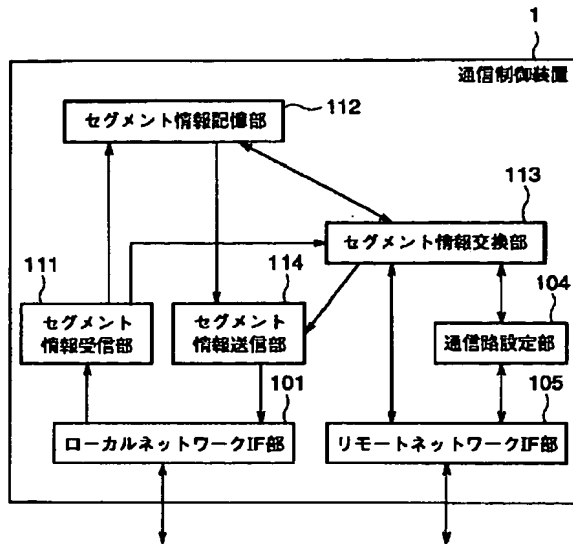 1
通信制御装置
112
セグメント情報記憶部
113
セグメント情報交換部
111
114
104
セグメント
情報受信部
セグメント
情報送信部
通信路設定部
101
105
ローカルネットワークIF部
リモートネットワークIF部